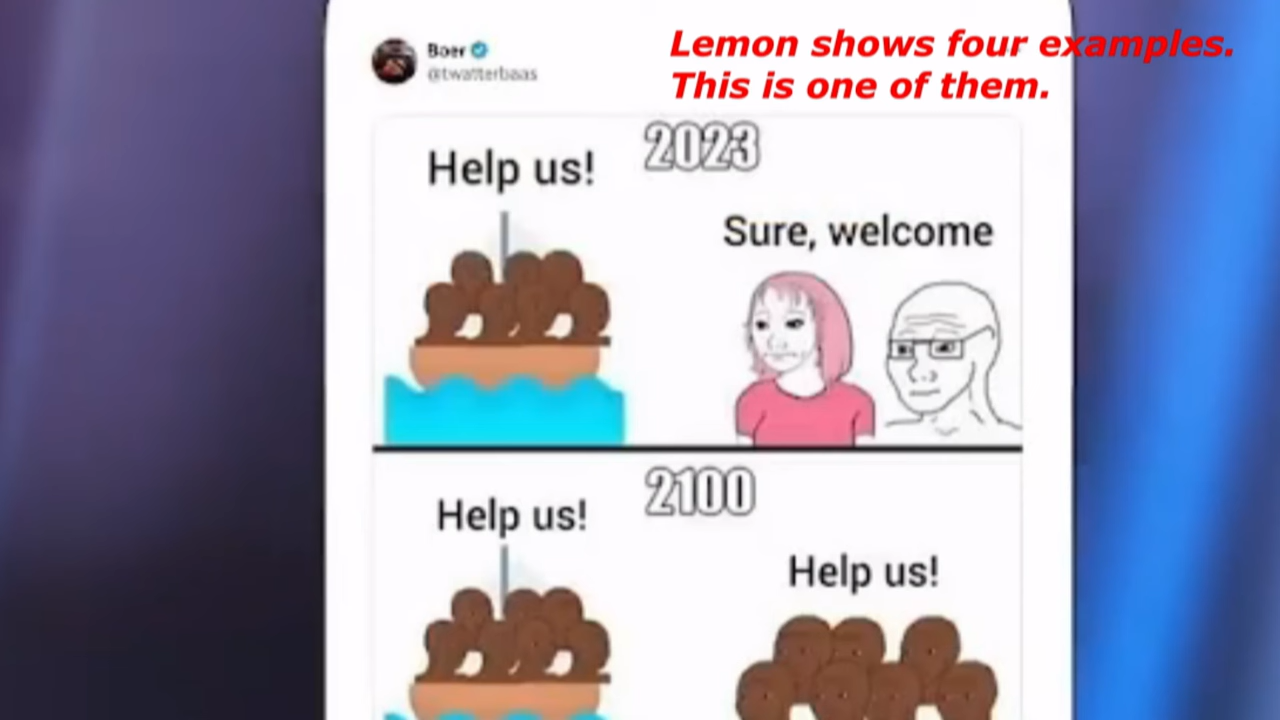 Boer
@twatterbaas
Lemon shows four examples.
This is one of them.
2023
Help us!
Sure, welcome
2100
Help us!
Help us!